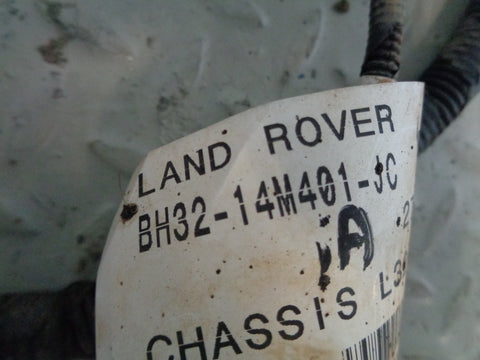 LAND ROVER
BH32-14M401-JC
A
CHASSIS